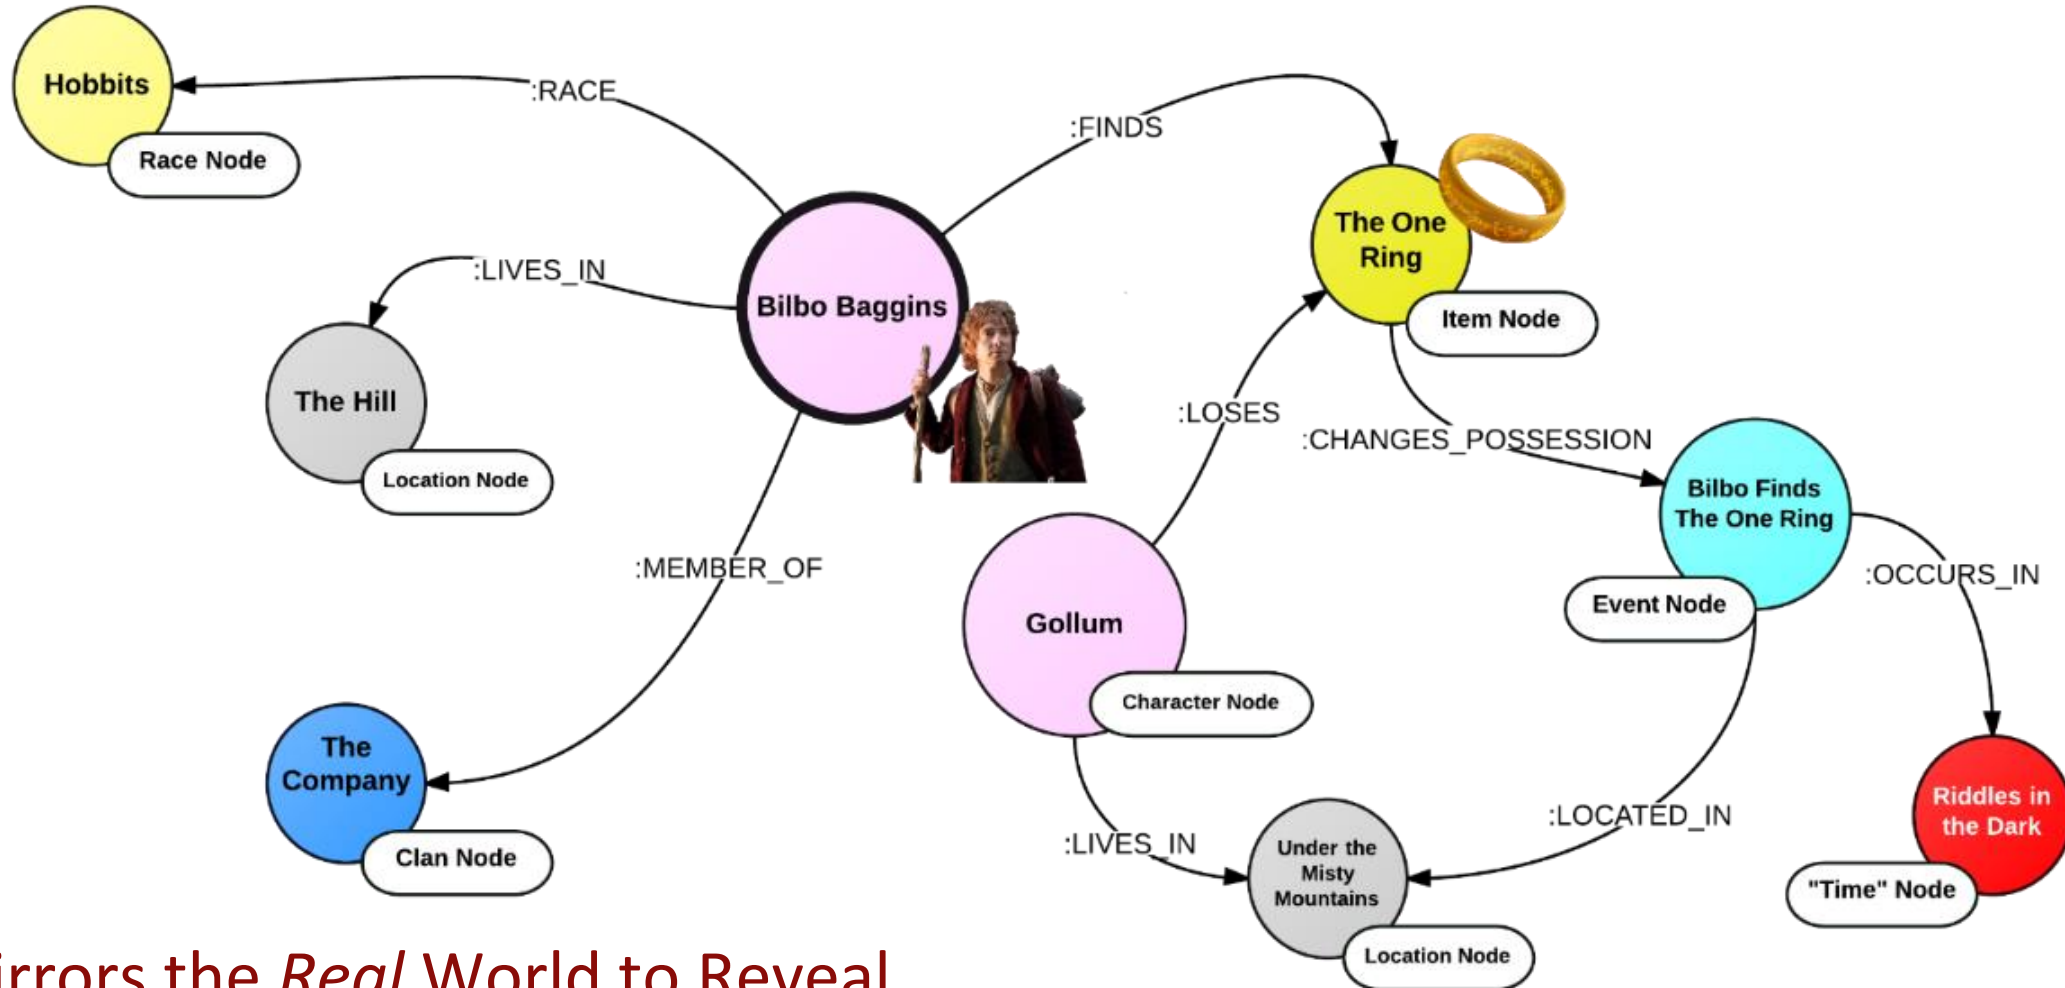 Hobbits
Race Node
:RACE
:FINDS
The One
Ring
Item Node
:LIVES_IN
Bilbo Baggins
The Hill
Location Node
:LOSES
:CHANGES_POSSESSION
Bilbo Finds
The One Ring
Event Node
:OCCURS_IN
:MEMBER_OF
Gollum
Character Node
The
Company
Clan Node
:LIVES_IN
Under the
Misty
Mountains
Location Node
:LOCATED_IN
Riddles in
the Dark
"Time" Node
irrors the Real World to Reveal